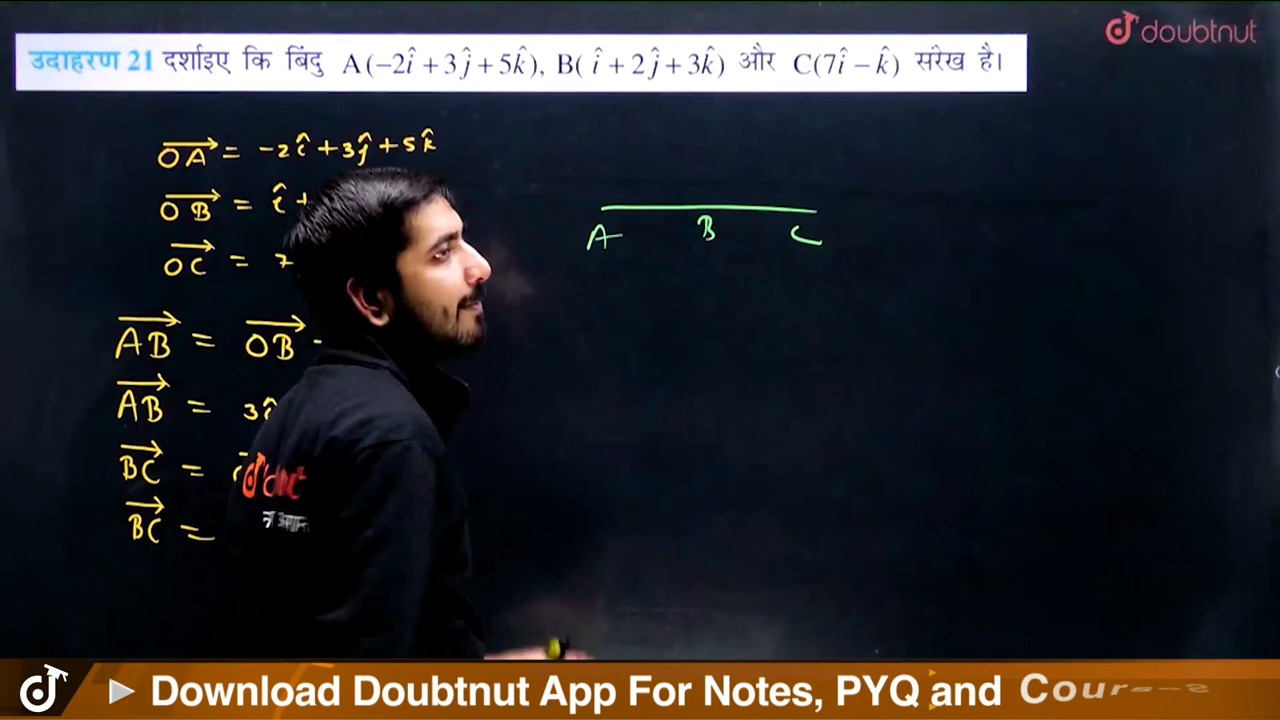 doubtnut
उदाहरण 21 दर्शाइए कि बिंदु A(−2î + 3ĵ + 5k̂), B( î + 2ĵ + 3k̂) और C(7î − k̂) सरेख है।
OA⃗ = -2î + 3ĵ + 5k̂
OB⃗ = î +
OC⃗ = 7
A B C
AB⃗ = OB⃗ -
AB⃗ = 3î
BC⃗ =
BC⃗ =
Download Doubtnut App For Notes, PYQ and